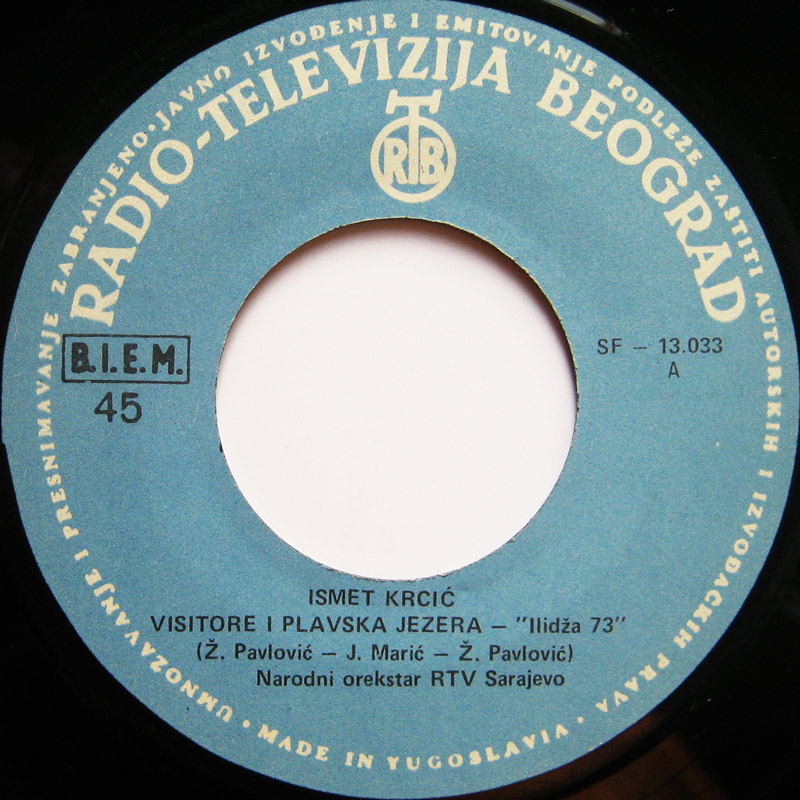 UMNOZAVANJE I PRESNIMAVANJE ZABRANJENO • JAVNO IZVOĐENJE I EMITOVANJE PODLEŽE ZAŠTITI AUTORSKIH I IZVOĐAČKIH PRAVA • MADE IN YUGOSLAVIA •
RADIO-TELEVIZIJA BEOGRAD
RTB
B.I.E.M.
45
SF – 13.033
A
ISMET KRCIĆ
VISITORE I PLAVSKA JEZERA – "Ilidža 73"
(Ž. Pavlović – J. Marić – Ž. Pavlović)
Narodni orekstar RTV Sarajevo